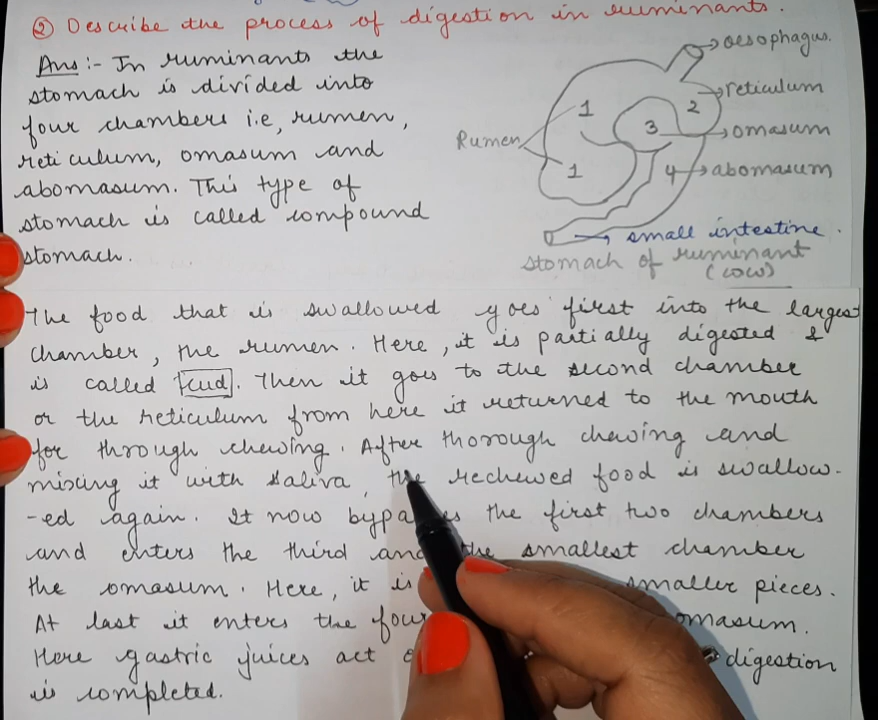 ② Describe the process of digestion in ruminants.
Ans :- In ruminants the
stomach is divided into
four chambers i.e, rumen,
reticulum, omasum and
abomasum. This type of
stomach is called compound
stomach.
oesophagus.
reticulum
omasum
abomasum
Rumen
1
2
3
1
4
small intestine.
stomach of ruminant
(cow)
The food that is swallowed goes first into the largest
chamber, the rumen. Here, it is partially digested &
is called cud. Then it goes to the second chamber
or the reticulum from here it returned to the mouth
for through chewing. After thorough chewing and
mixing it with saliva, the rechewed food is swallow-
-ed again. It now bypa es the first two chambers
and enters the third and the smallest chamber
the omasum. Here, it is smaller pieces.
At last it enters the four omasum.
Here gastric juices act digestion
is completed.